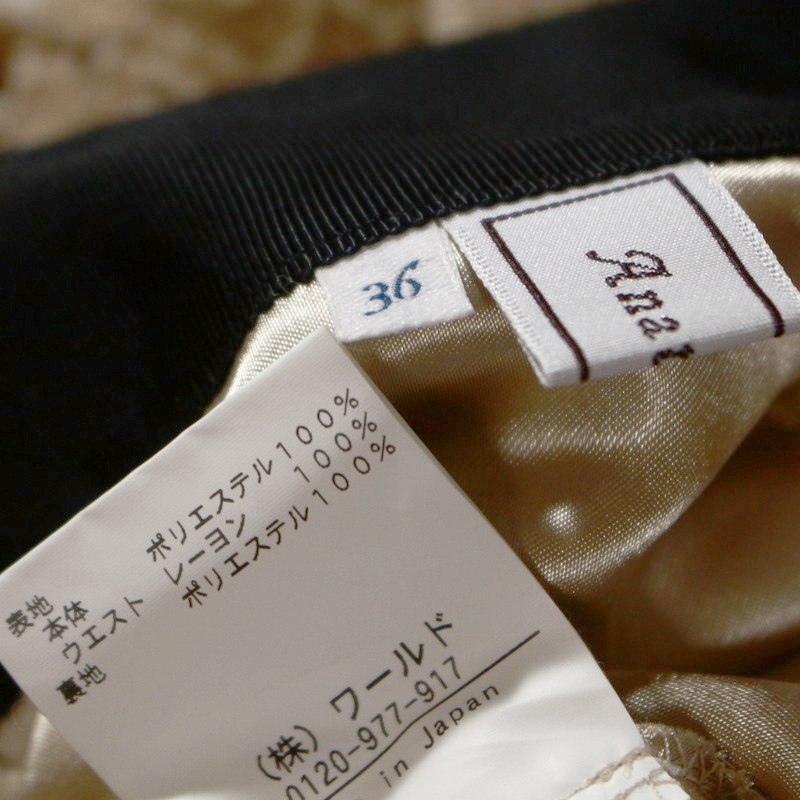 36
Ana
表地
本体 ポリエステル100%
ウエスト レーヨン 100%
裏地 ポリエステル100%
(株) ワールド
0120-977-917
in Japan